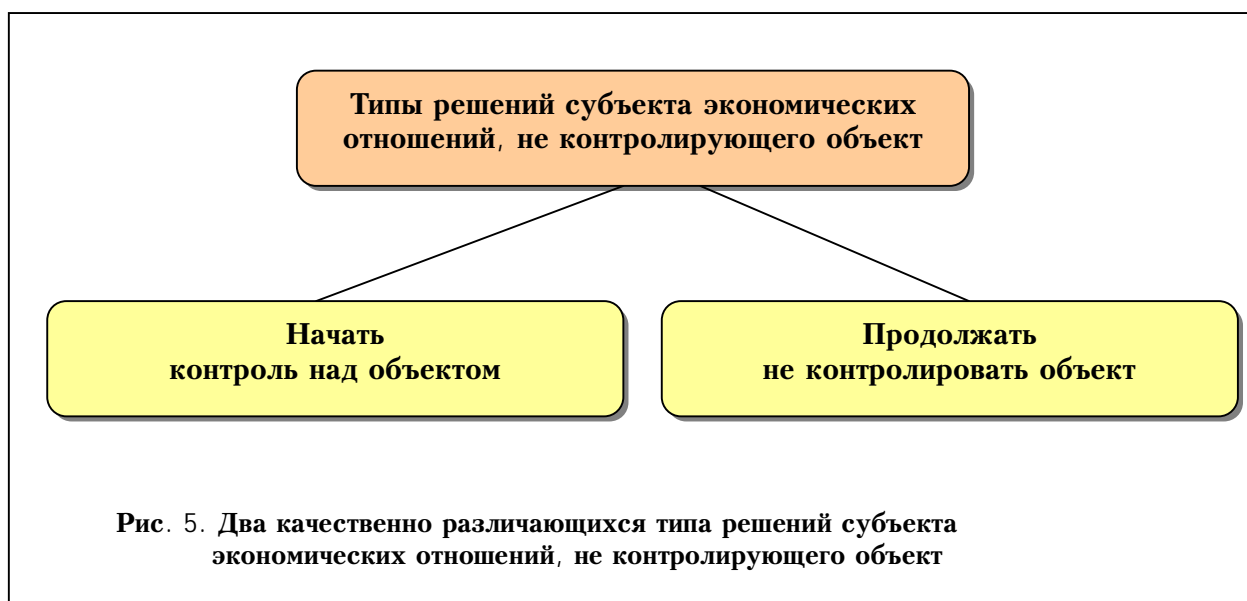 Типы решений субъекта экономических
отношений, не контролирующего объект
Начать
контроль над объектом
Продолжать
не контролировать объект
Рис. 5. Два качественно различающихся типа решений субъекта
экономических отношений, не контролирующего объект